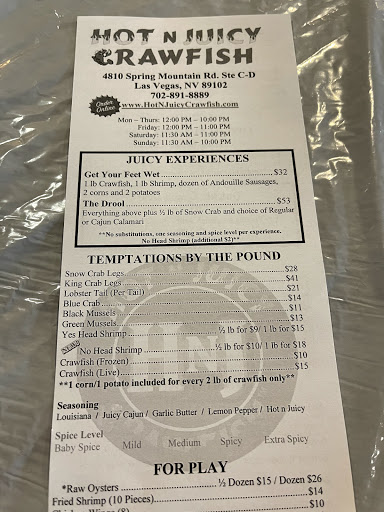 HOT N JUICY
CRAWFISH
4810 Spring Mountain Rd. Ste C-D
Las Vegas, NV 89102
702-891-8889
Order Online
www.HotNJuicyCrawfish.com
Mon – Thurs: 12:00 PM – 10:00 PM
Friday: 12:00 PM – 11:00 PM
Saturday: 11:30 AM – 11:00 PM
Sunday: 11:30 AM – 10:00 PM
JUICY EXPERIENCES
Get Your Feet Wet $32
1 lb Crawfish, 1 lb Shrimp, dozen of Andouille Sausages,
2 corns and 2 potatoes
The Drool $53
Everything above plus ½ lb of Snow Crab and choice of Regular
or Cajun Calamari
**No substitutions, one seasoning and spice level per experience.
No Head Shrimp (additional $2)**
TEMPTATIONS BY THE POUND
Snow Crab Legs $28
King Crab Legs $41
Lobster Tail (Per Tail) $21
Blue Crab $14
Black Mussels $11
Green Mussels $13
Yes Head Shrimp ½ lb for $9/ 1 lb for $15
No Head Shrimp ½ lb for $10/ 1 lb for $18
Crawfish (Frozen) $10
Crawfish (Live) $15
**1 corn/1 potato included for every 2 lb of crawfish only**
Seasoning
Louisiana / Juicy Cajun / Garlic Butter / Lemon Pepper / Hot n Juicy
Spice Level
Baby Spice Mild Medium Spicy Extra Spicy
FOR PLAY
*Raw Oysters ½ Dozen $15 / Dozen $26
Fried Shrimp (10 Pieces) $14
$10